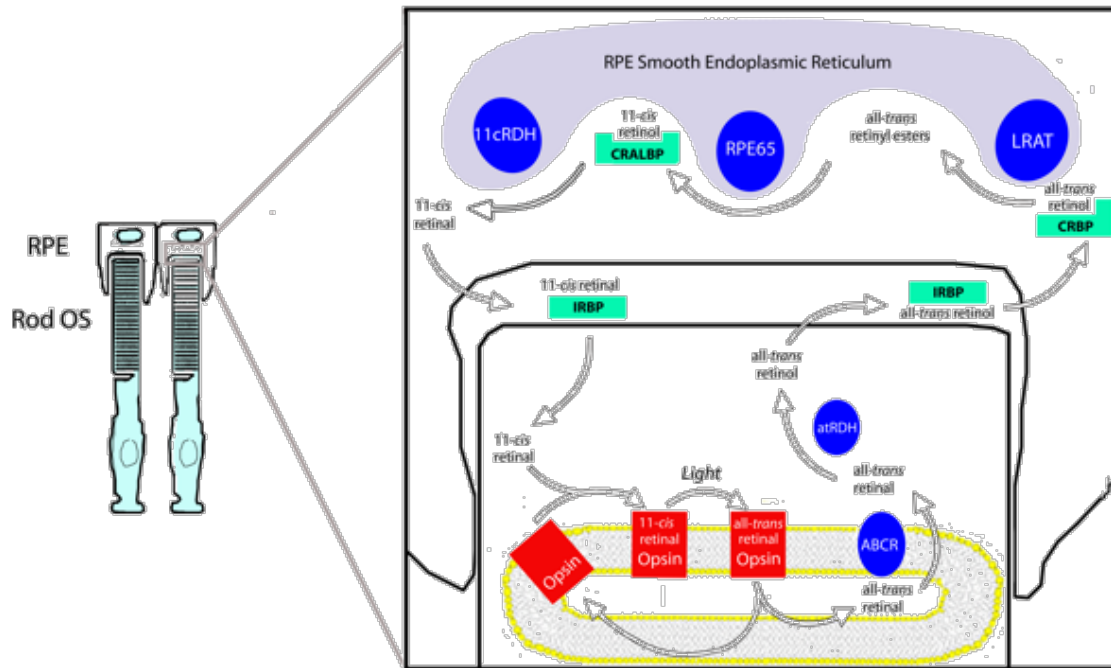 RPE Smooth Endoplasmic Reticulum
11cRDH
11-cis
retinol
CRALBP
RPE65
all-trans
retinyl esters
LRAT
all-trans
retinol
CRBP
11-cis
retinal
RPE
Rod OS
11-cis retinal
IRBP
IRBP
all-trans retinol
all-trans
retinol
atRDH
11-cis
retinal
Light
all-trans
retinal
Opsin
11-cis
retinal
Opsin
all-trans
retinal
Opsin
ABCR
all-trans
retinal